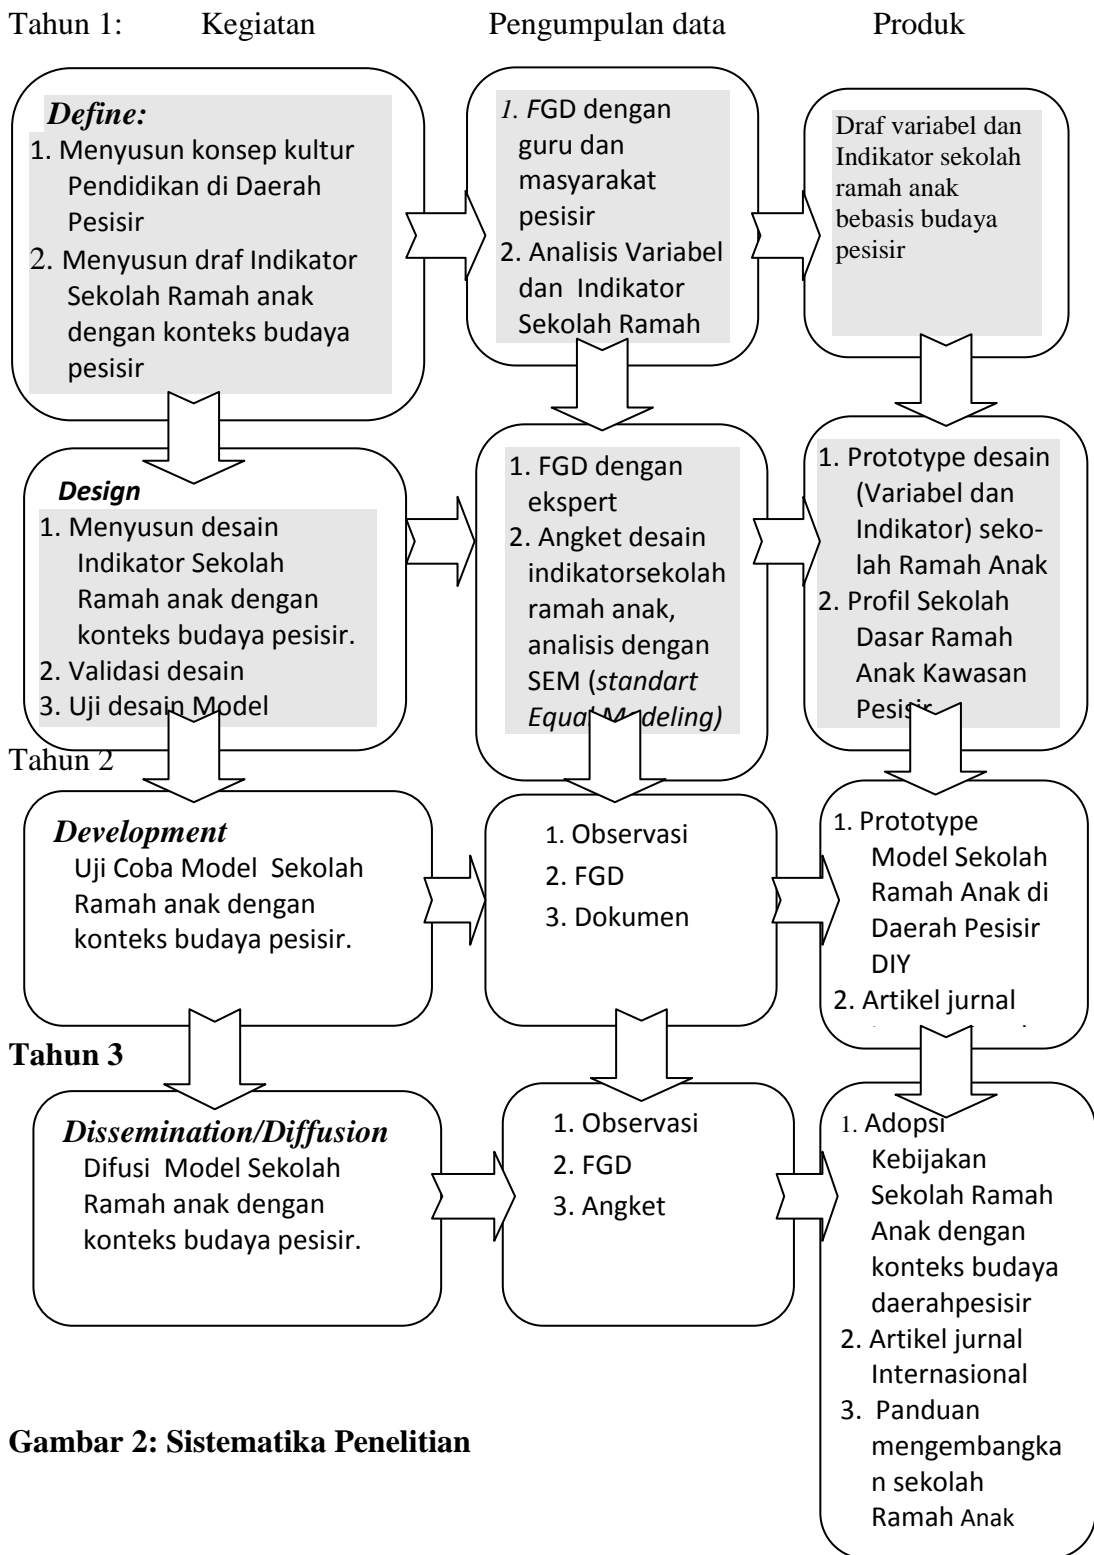 Tahun 1: Kegiatan Pengumpulan data Produk
Define:
1. Menyusun konsep kultur
Pendidikan di Daerah
Pesisir
2. Menyusun draf Indikator
Sekolah Ramah anak
dengan konteks budaya
pesisir
1. FGD dengan
guru dan
masyarakat
pesisir
2. Analisis Variabel
dan Indikator
Sekolah Ramah
Draf variabel dan
Indikator sekolah
ramah anak
bebasis budaya
pesisir
Design
1. Menyusun desain
Indikator Sekolah
Ramah anak dengan
konteks budaya pesisir.
2. Validasi desain
3. Uji desain Model
1. FGD dengan
ekspert
2. Angket desain
indikatorsekolah
ramah anak,
analisis dengan
SEM (standart
Equal Modeling)
1. Prototype desain
(Variabel dan
Indikator) seko-
lah Ramah Anak
2. Profil Sekolah
Dasar Ramah
Anak Kawasan
Pesisir
Tahun 2
Development
Uji Coba Model Sekolah
Ramah anak dengan
konteks budaya pesisir.
1. Observasi
2. FGD
3. Dokumen
1. Prototype
Model Sekolah
Ramah Anak di
Daerah Pesisir
DIY
2. Artikel jurnal
Tahun 3
Dissemination/Diffusion
Difusi Model Sekolah
Ramah anak dengan
konteks budaya pesisir.
1. Observasi
2. FGD
3. Angket
1. Adopsi
Kebijakan
Sekolah Ramah
Anak dengan
konteks budaya
daerahpesisir
2. Artikel jurnal
Internasional
3. Panduan
mengembangka
n sekolah
Ramah Anak
Gambar 2: Sistematika Penelitian